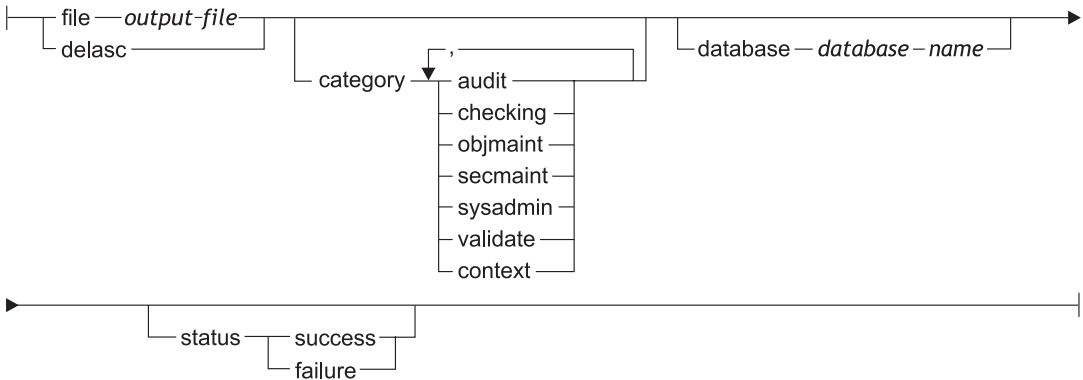 file output-file
delasc
,
database database-name
category audit
checking
objmaint
secmaint
sysadmin
validate
context
status success
failure